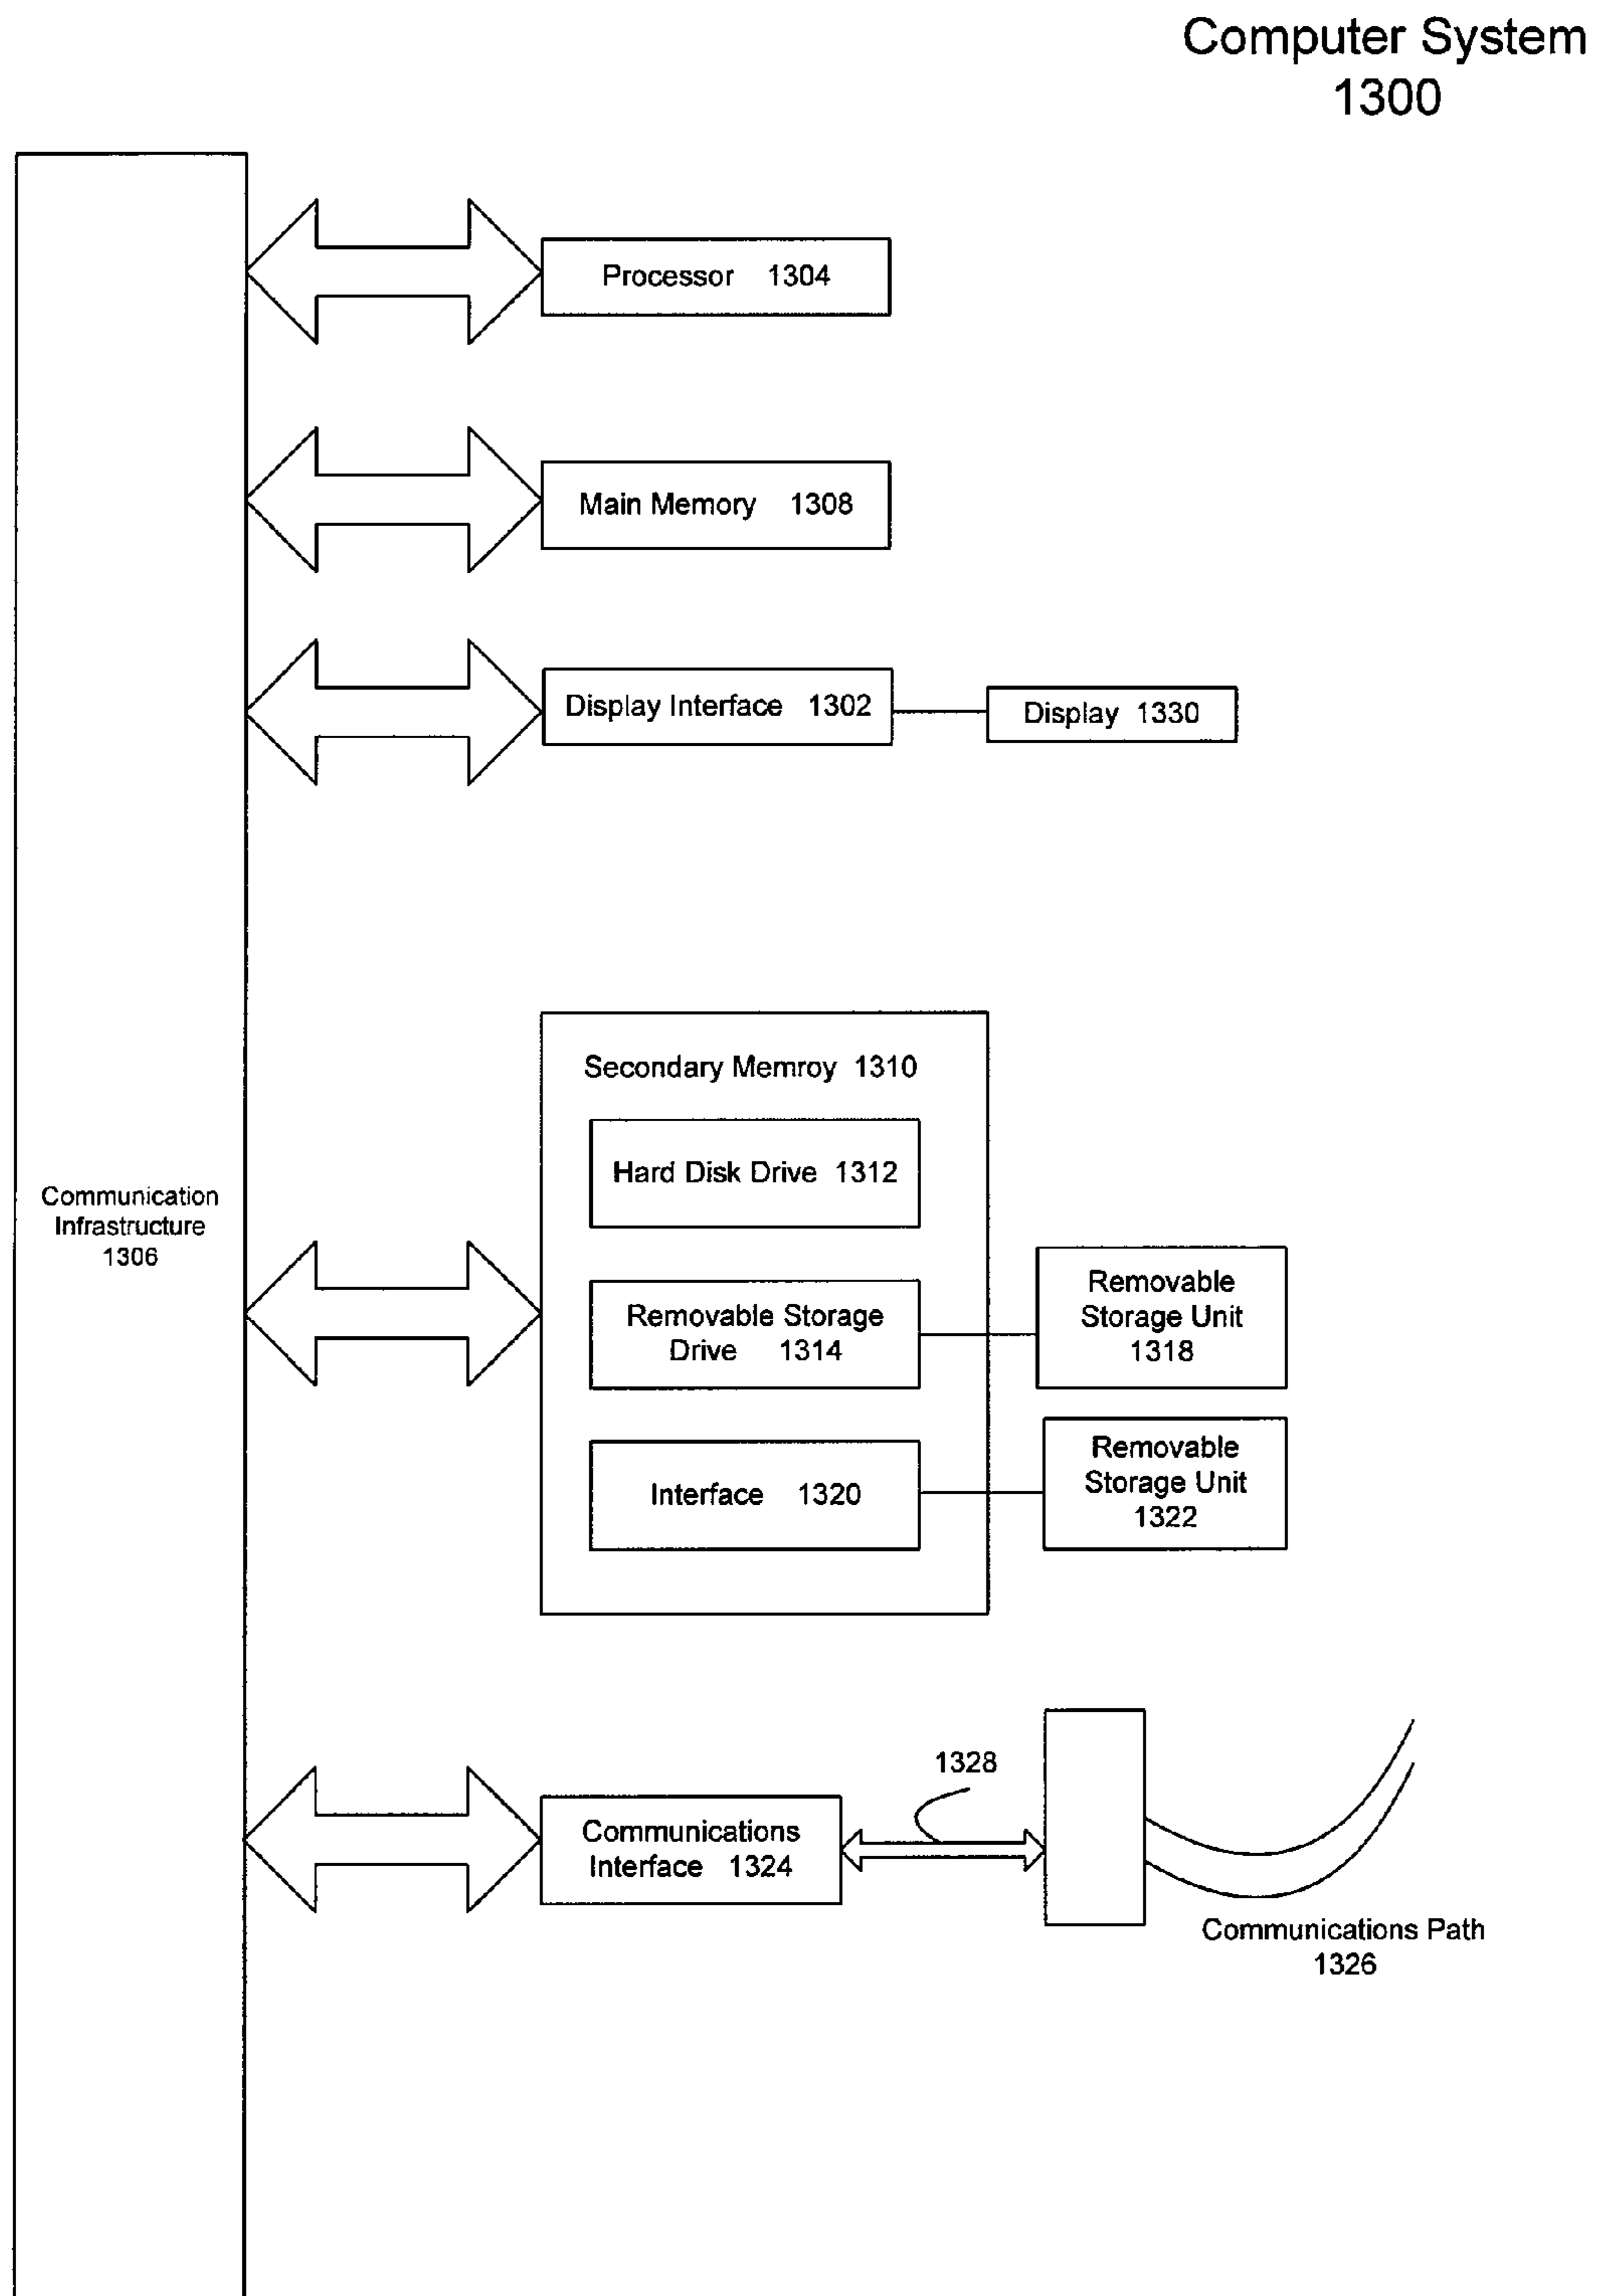 Computer System
1300
Processor 1304
Main Memory 1308
Display Interface 1302
Display 1330
Secondary Memroy 1310
Hard Disk Drive 1312
Communication
Infrastructure
1306
Removable Storage
Drive 1314
Removable
Storage Unit
1318
Interface 1320
Removable
Storage Unit
1322
1328
Communications
Interface 1324
Communications Path
1326